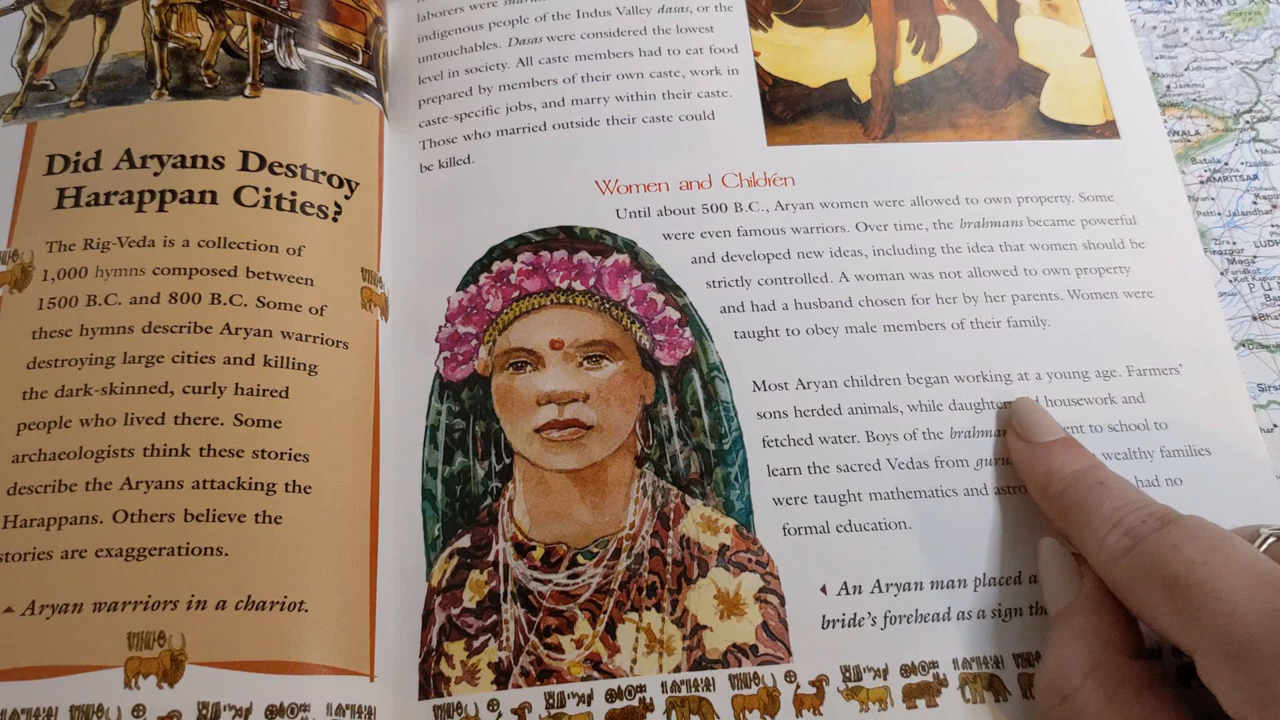 Did Aryans Destroy
Harappan Cities?
The Rig-Veda is a collection of
1,000 hymns composed between
1500 B.C. and 800 B.C. Some of
these hymns describe Aryan warriors
destroying large cities and killing
the dark-skinned, curly haired
people who lived there. Some
archaeologists think these stories
describe the Aryans attacking the
Harappans. Others believe the
stories are exaggerations.
Aryan warriors in a chariot.
laborers were
indigenous people of the Indus Valley dasas, or the
untouchables. Dasas were considered the lowest
level in society. All caste members had to eat food
prepared by members of their own caste, work in
caste-specific jobs, and marry within their caste.
Those who married outside their caste could
be killed.
Women and Children
Until about 500 B.C., Aryan women were allowed to own property. Some
were even famous warriors. Over time, the brahmans became powerful
and developed new ideas, including the idea that women should be
strictly controlled. A woman was not allowed to own property
and had a husband chosen for her by her parents. Women were
taught to obey male members of their family.
Most Aryan children began working at a young age. Farmers'
sons herded animals, while daughters housework and
fetched water. Boys of the to school to
learn the sacred Vedas from wealthy families
were taught mathematics and had no
formal education.
An Aryan man placed a
bride's forehead as a sign
JAMMU
Jammu
Batala
AMRITSAR
Jalandhar
Firozpur
Moga
Faridkot